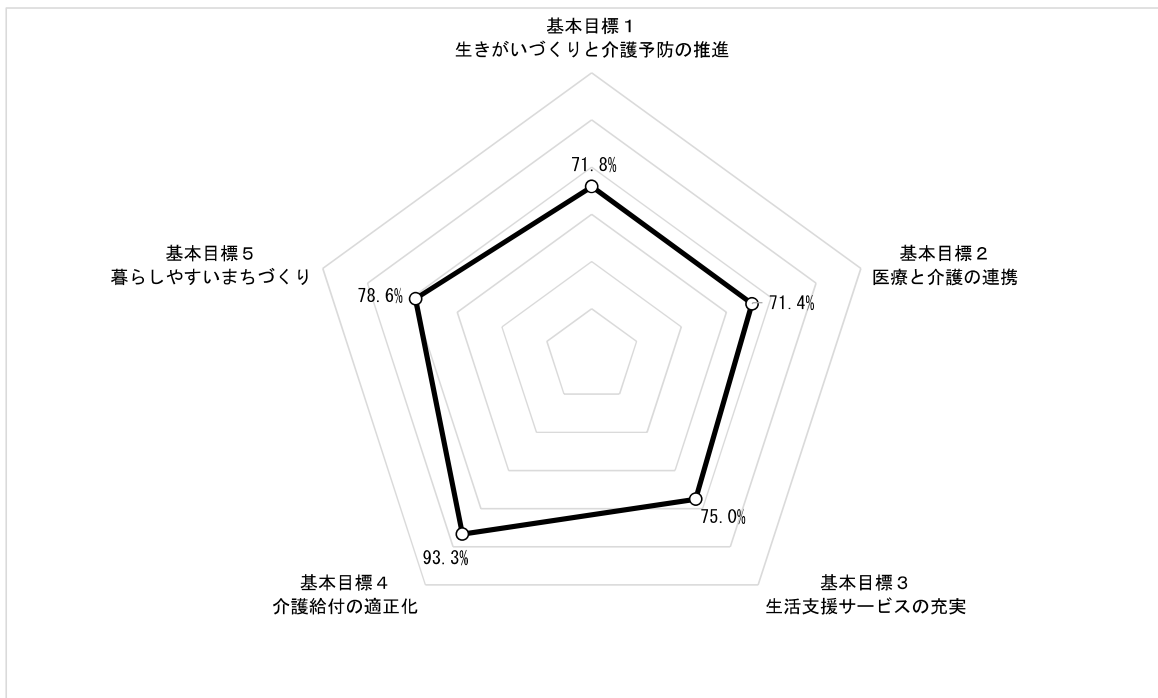 基本目標１
生きがいづくりと介護予防の推進
71.8%
基本目標２
医療と介護の連携
71.4%
基本目標３
生活支援サービスの充実
75.0%
基本目標４
介護給付の適正化
93.3%
基本目標５
暮らしやすいまちづくり
78.6%